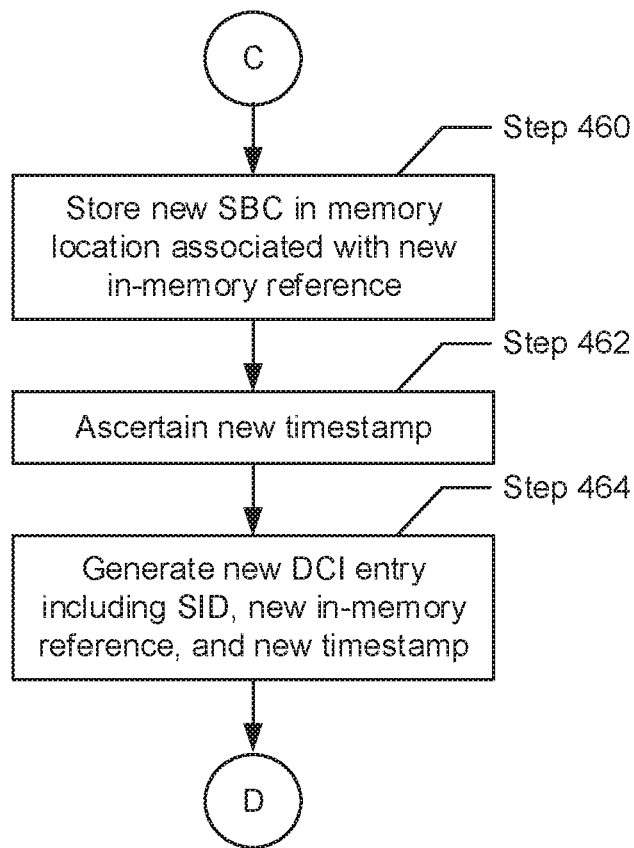 C
Step 460
Store new SBC in memory
location associated with new
in-memory reference
Step 462
Ascertain new timestamp
Step 464
Generate new DCI entry
including SID, new in-memory
reference, and new timestamp
D